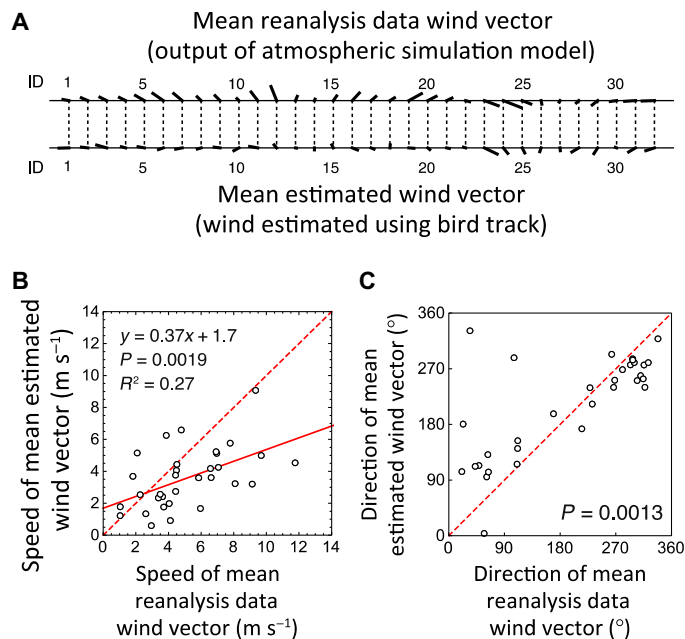 A
Mean reanalysis data wind vector
(output of atmospheric simulation model)
ID 1 5 10 15 20 25 30
ID 1 5 10 15 20 25 30
Mean estimated wind vector
(wind estimated using bird track)
B
14
12
10
8
6
4
2
0
0 2 4 6 8 10 12 14
y = 0.37x + 1.7
P = 0.0019
R² = 0.27
Speed of mean estimated
wind vector (m s⁻¹)
Speed of mean
reanalysis data
wind vector (m s⁻¹)
C
360
270
180
90
0
0 90 180 270 360
P = 0.0013
Direction of mean
estimated wind vector (°)
Direction of mean
reanalysis data
wind vector (°)